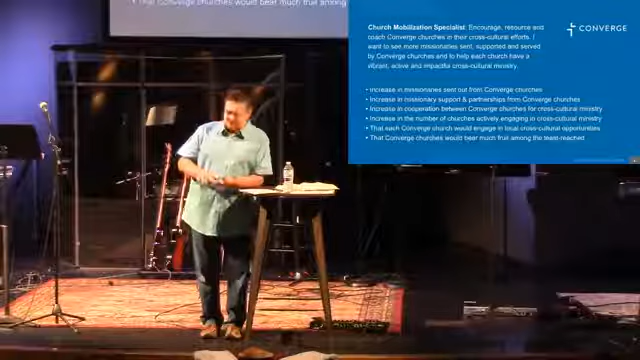 • That Converge churches would bear much fruit among
Church Mobilization Specialist: Encourage, resource and
coach Converge churches in their cross-cultural efforts. I
want to see more missionaries sent, supported and served
by Converge churches and to help each church have a
vibrant, active and impactful cross-cultural ministry.
CONVERGE
• Increase in missionaries sent out from Converge churches
• Increase in missionary support & partnerships from Converge churches
• Increase in cooperation between Converge churches for cross-cultural ministry
• Increase in the number of churches actively engaging in cross-cultural ministry
• That each Converge church would engage in local cross-cultural opportunities
• That Converge churches would bear much fruit among the least-reached